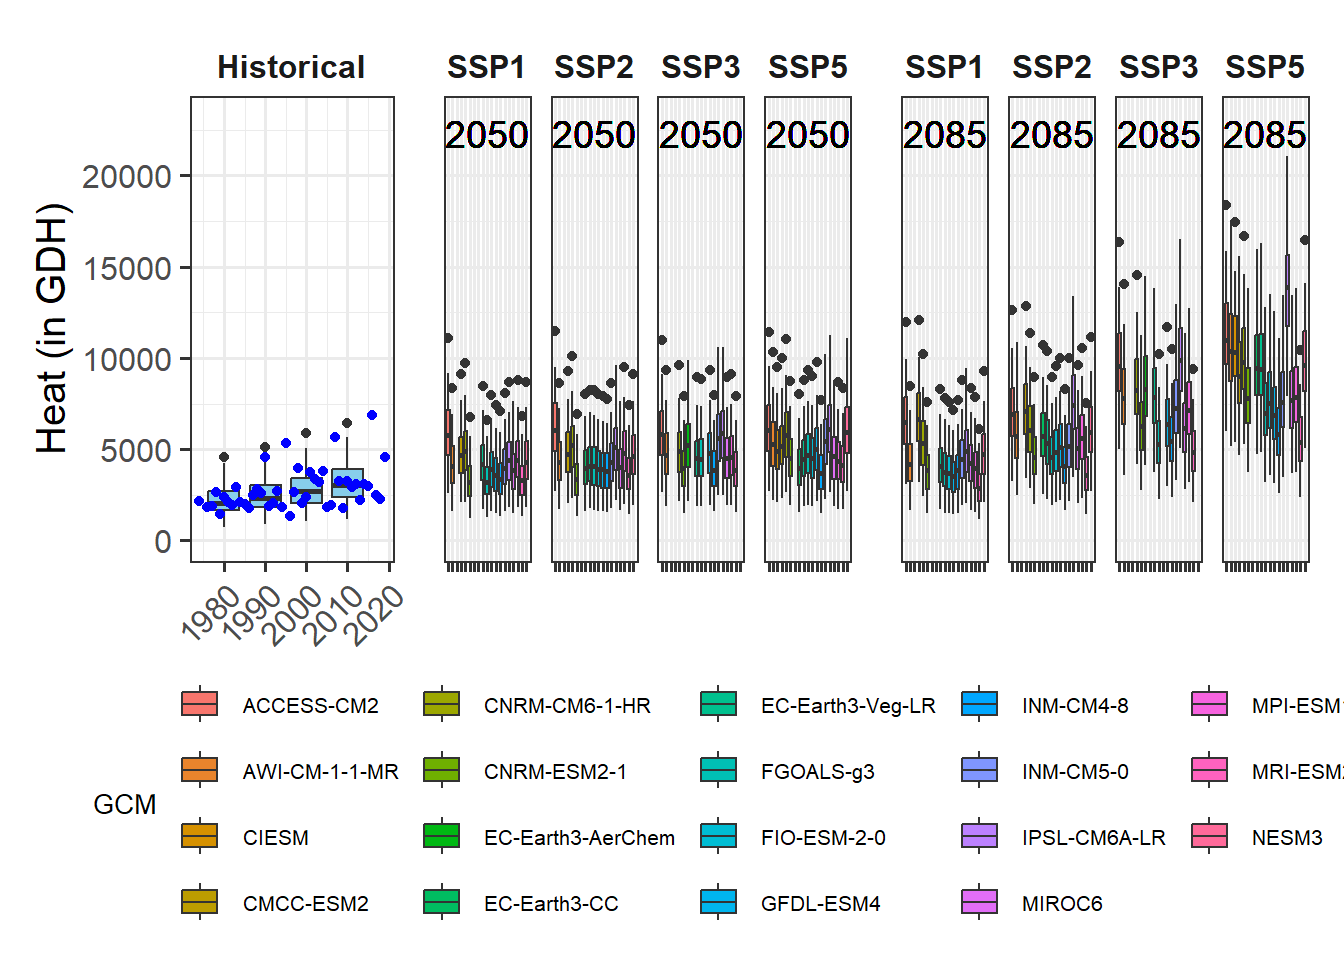 Historical SSP1 SSP2 SSP3 SSP5 SSP1 SSP2 SSP3 SSP5
2050 2050 2050 2050 2085 2085 2085 2085
Heat (in GDH)
20000
15000
10000
5000
0
1980 1990 2000 2010 2020
GCM
ACCESS-CM2 CNRM-CM6-1-HR EC-Earth3-Veg-LR INM-CM4-8 MPI-ESM1
AWI-CM-1-1-MR CNRM-ESM2-1 FGOALS-g3 INM-CM5-0 MRI-ESM2
CIESM EC-Earth3-AerChem FIO-ESM-2-0 IPSL-CM6A-LR NESM3
CMCC-ESM2 EC-Earth3-CC GFDL-ESM4 MIROC6